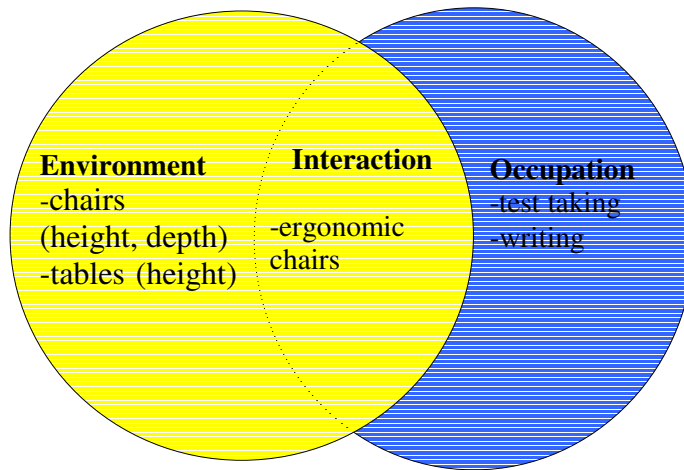 Environment
-chairs
(height, depth)
-tables (height)
Interaction
-ergonomic
chairs
Occupation
-test taking
-writing